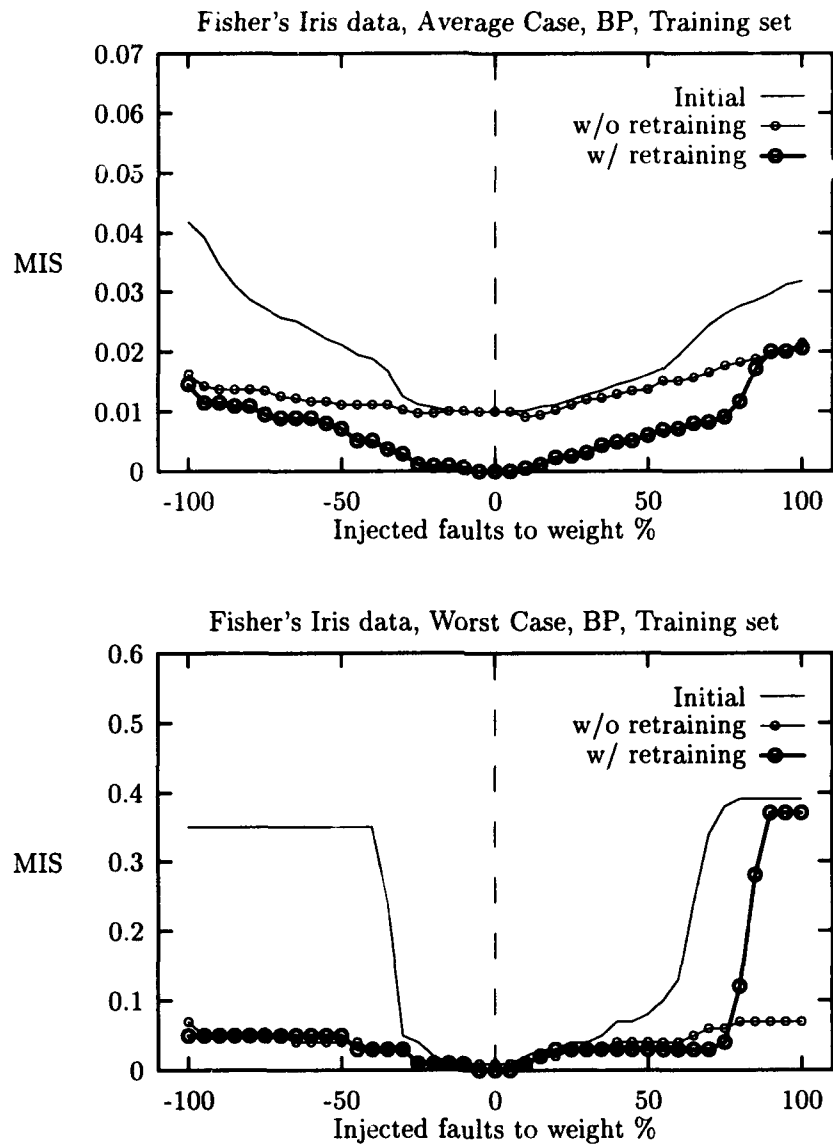 Fisher's Iris data, Average Case, BP, Training set
0.07
0.06
0.05
0.04
0.03
0.02
0.01
0
MIS
Initial
w/o retraining
w/ retraining
-100 -50 0 50 100
Injected faults to weight %
Fisher's Iris data, Worst Case, BP, Training set
0.6
0.5
0.4
0.3
0.2
0.1
0
MIS
Initial
w/o retraining
w/ retraining
-100 -50 0 50 100
Injected faults to weight %